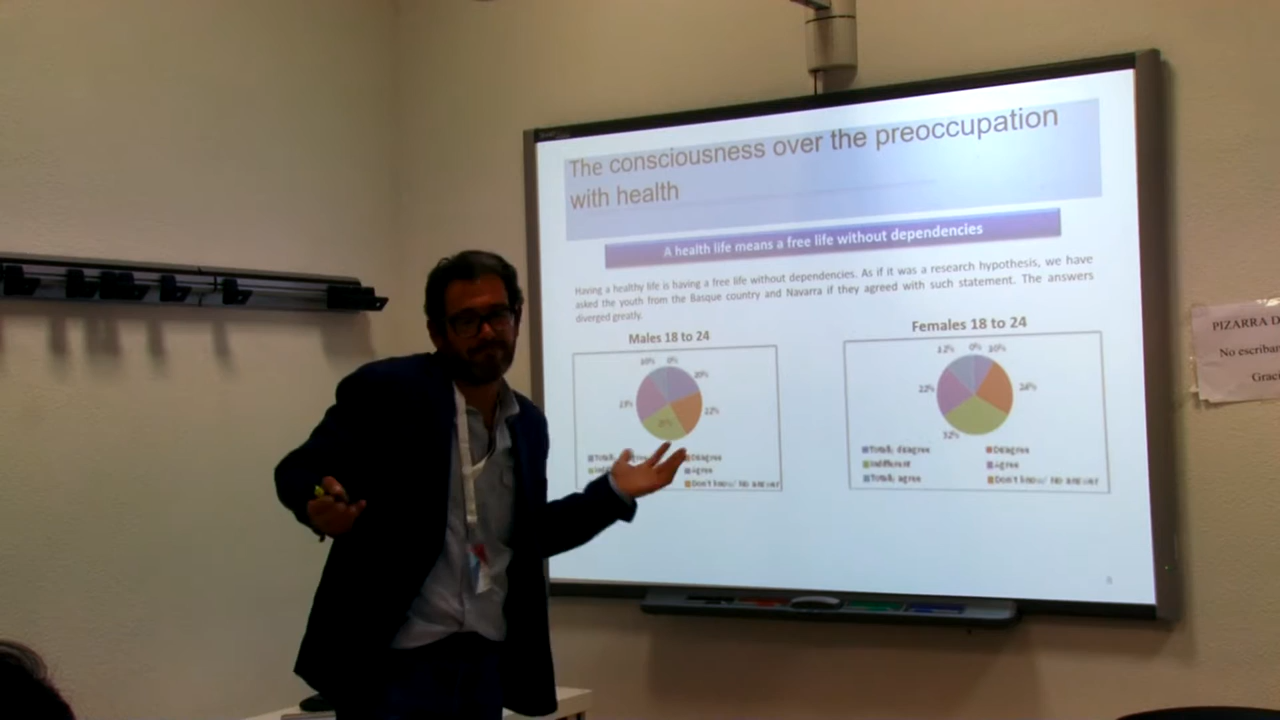 The consciousness over the preoccupation
with health
A health life means a free life without dependencies
Having a healthy life is having a free life without dependencies. As if it was a research hypothesis, we have
asked the youth from the Basque country and Navarra if they agreed with such statement. The answers
diverged greatly.
Males 18 to 24
0%
20%
22%
Disagree
Agree
Don't know/ No answer
Females 18 to 24
12% 0% 10%
22%
24%
32%
Totally disagree Disagree
Indifferent Agree
Totally agree Don't know/ No answer
8
PIZARRA D
No escriban
Graci